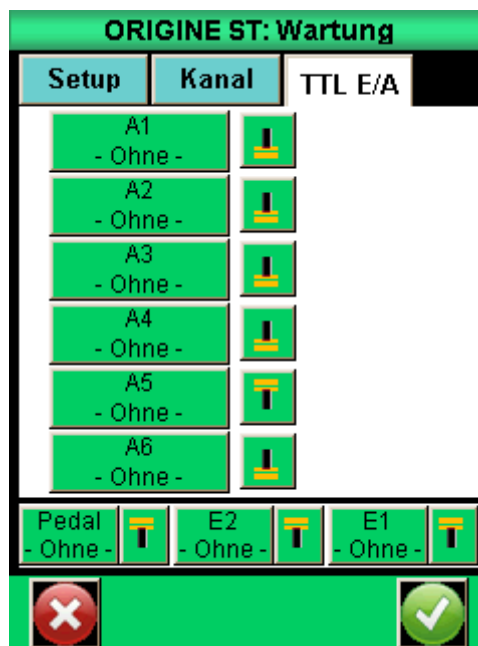 ORIGINE ST: Wartung
Setup
Kanal
TTL E/A
A1
- Ohne -
A2
- Ohne -
A3
- Ohne -
A4
- Ohne -
A5
- Ohne -
A6
- Ohne -
Pedal
- Ohne -
E2
- Ohne -
E1
- Ohne -